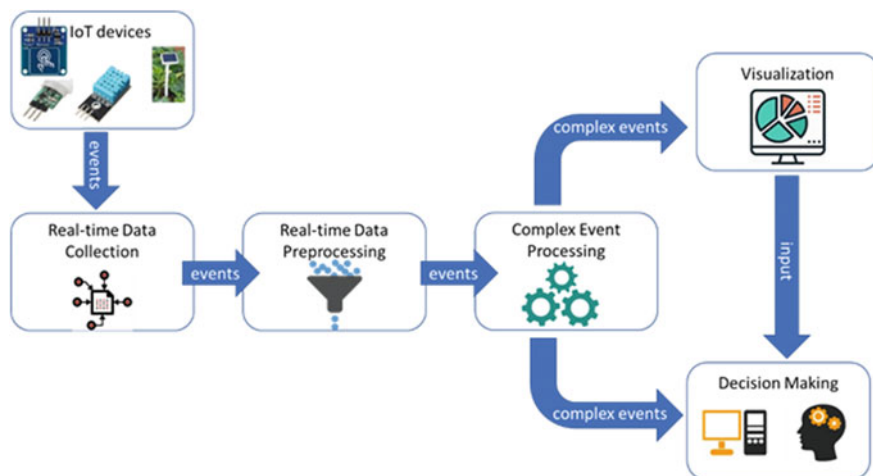 IoT devices
events
Real-time Data
Collection
events
Real-time Data
Preprocessing
events
Complex Event
Processing
complex events
Visualization
input
complex events
Decision Making